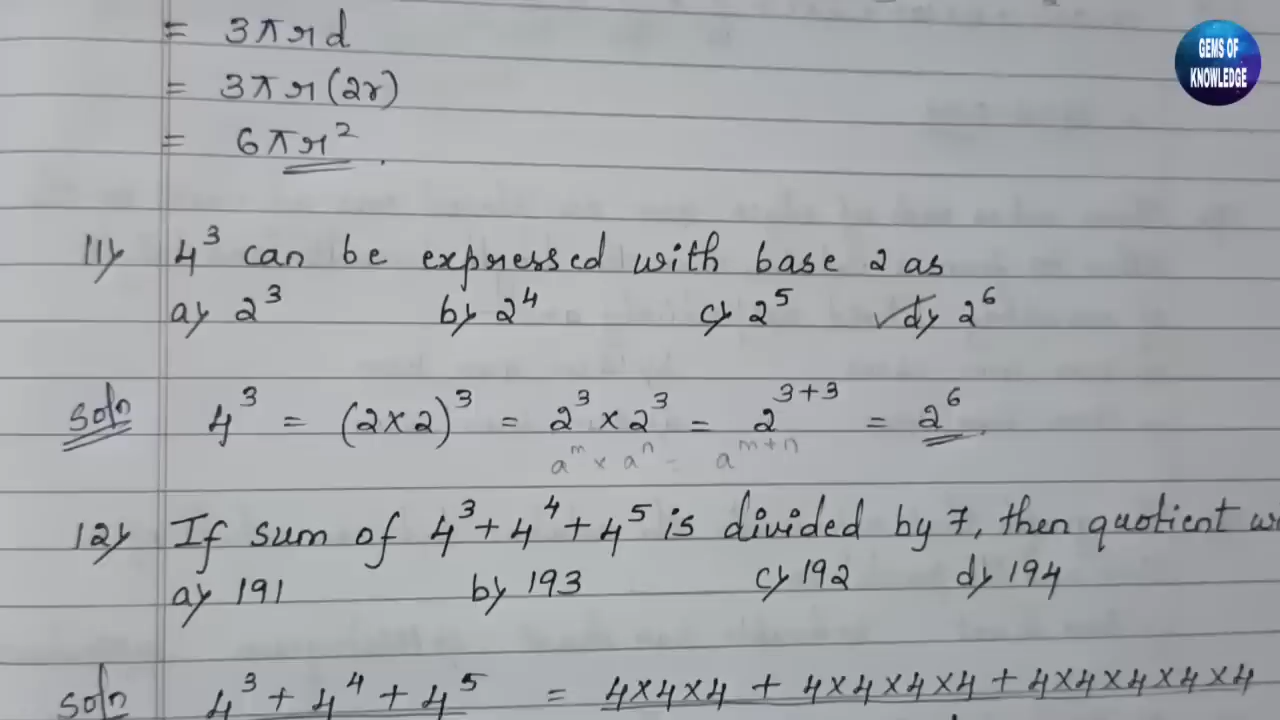 = 3πrd
= 3πr(2r)
= 6πr²
GEMS OF
KNOWLEDGE
11) 4³ can be expressed with base 2 as
a) 2³ b) 2⁴ c) 2⁵ ✓d) 2⁶
Soln 4³ = (2×2)³ = 2³ × 2³ = 2³⁺³ = 2⁶.
aᵐ × aⁿ = aᵐ⁺ⁿ
12) If sum of 4³+4⁴+4⁵ is divided by 7, then quotient
a) 191 b) 193 c) 192 d) 194
Soln 4³ + 4⁴ + 4⁵ = 4×4×4 + 4×4×4×4 + 4×4×4×4×4